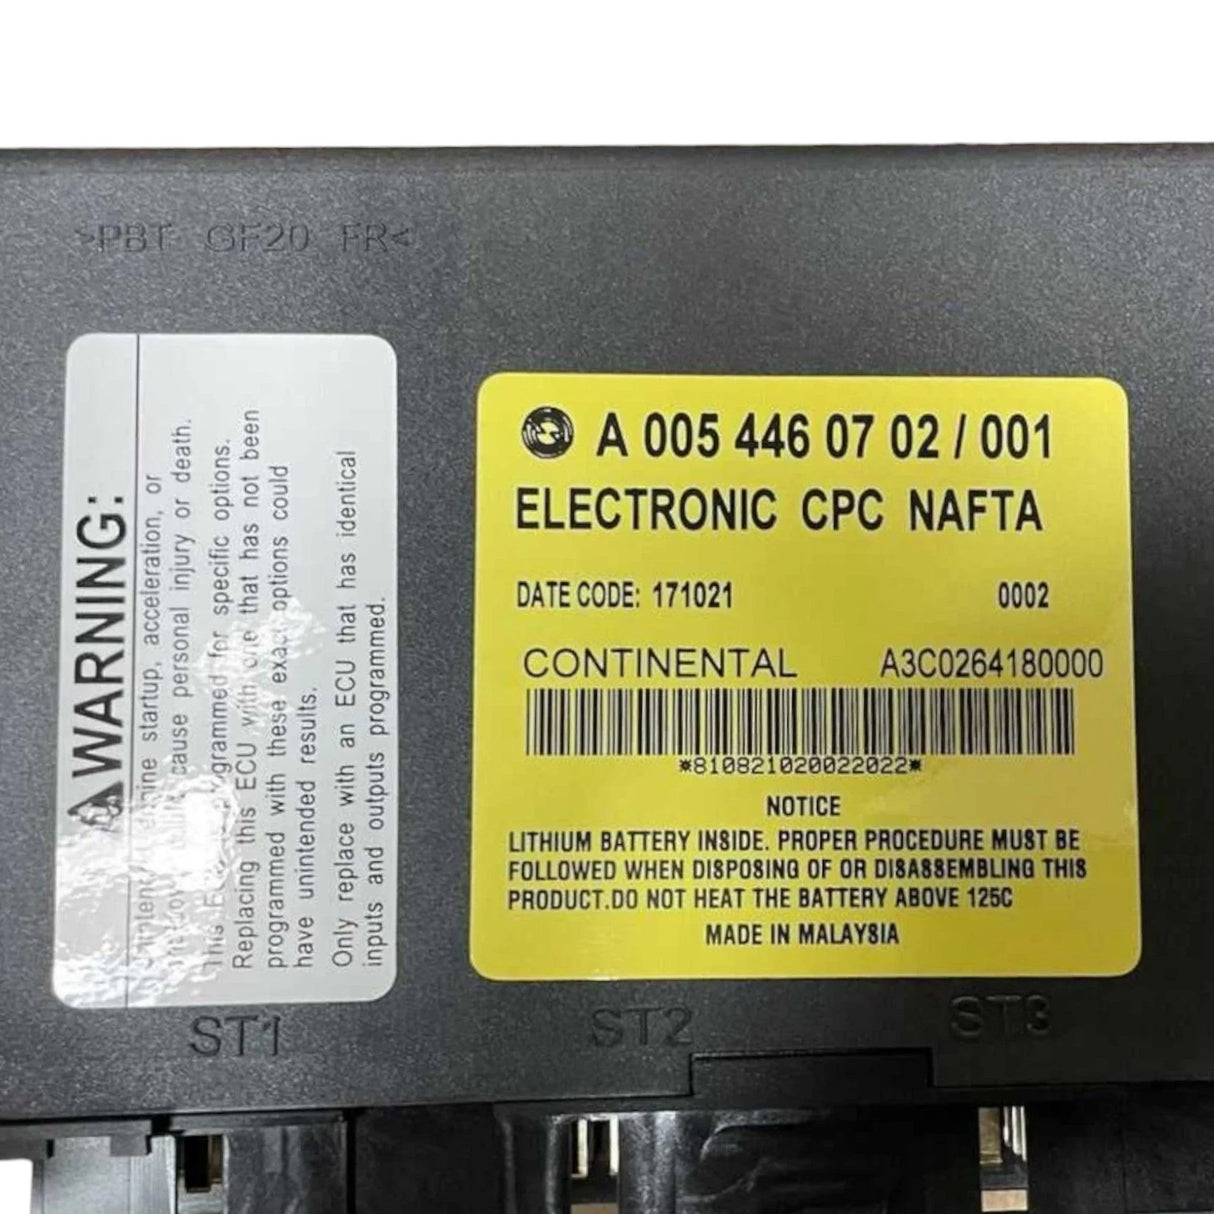 >PBT GF20 FR<
WARNING:
engine startup, acceleration, or
cause personal injury or death.
This programmed for specific options.
Replacing this ECU with one that has not been
programmed with these exact options could
have unintended results.
Only replace with an ECU that has identical
inputs and outputs programmed.
A 005 446 07 02 / 001
ELECTRONIC CPC NAFTA
DATE CODE: 171021 0002
CONTINENTAL A3C0264180000
*810821020022022*
NOTICE
LITHIUM BATTERY INSIDE. PROPER PROCEDURE MUST BE
FOLLOWED WHEN DISPOSING OF OR DISASSEMBLING THIS
PRODUCT.DO NOT HEAT THE BATTERY ABOVE 125C
MADE IN MALAYSIA
ST1 ST2 ST3